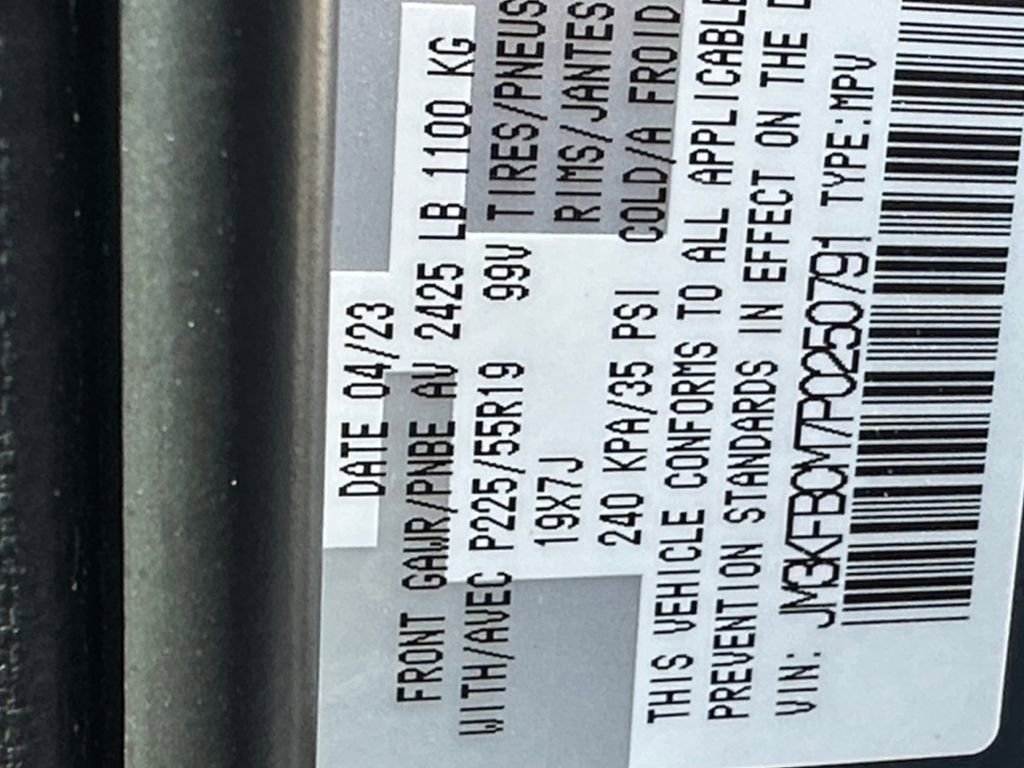 DATE 04/23
FRONT GAWR/PNBE AV 2425 LB 1100 KG
WITH/AVEC P225/55R19 99V TIRES/PNEUS
19X7J RIMS/JANTES
240 KPA/35 PSI COLD/A FROID
THIS VEHICLE CONFORMS TO ALL APPLICABLE
PREVENTION STANDARDS IN EFFECT ON THE
VIN: JM3KFBCM7P0250791 TYPE:MPV